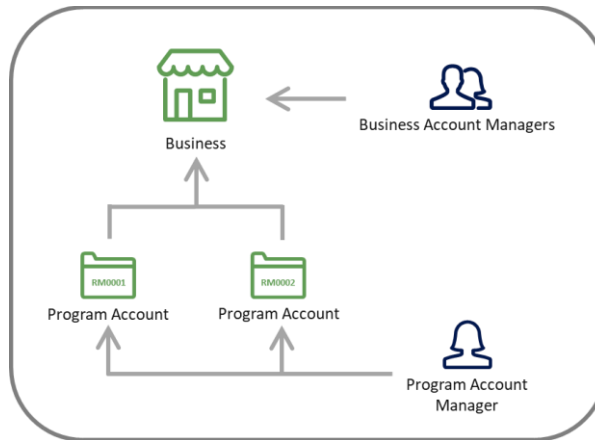 Business
Business Account Managers
RM0001
RM0002
Program Account
Program Account
Program Account
Manager